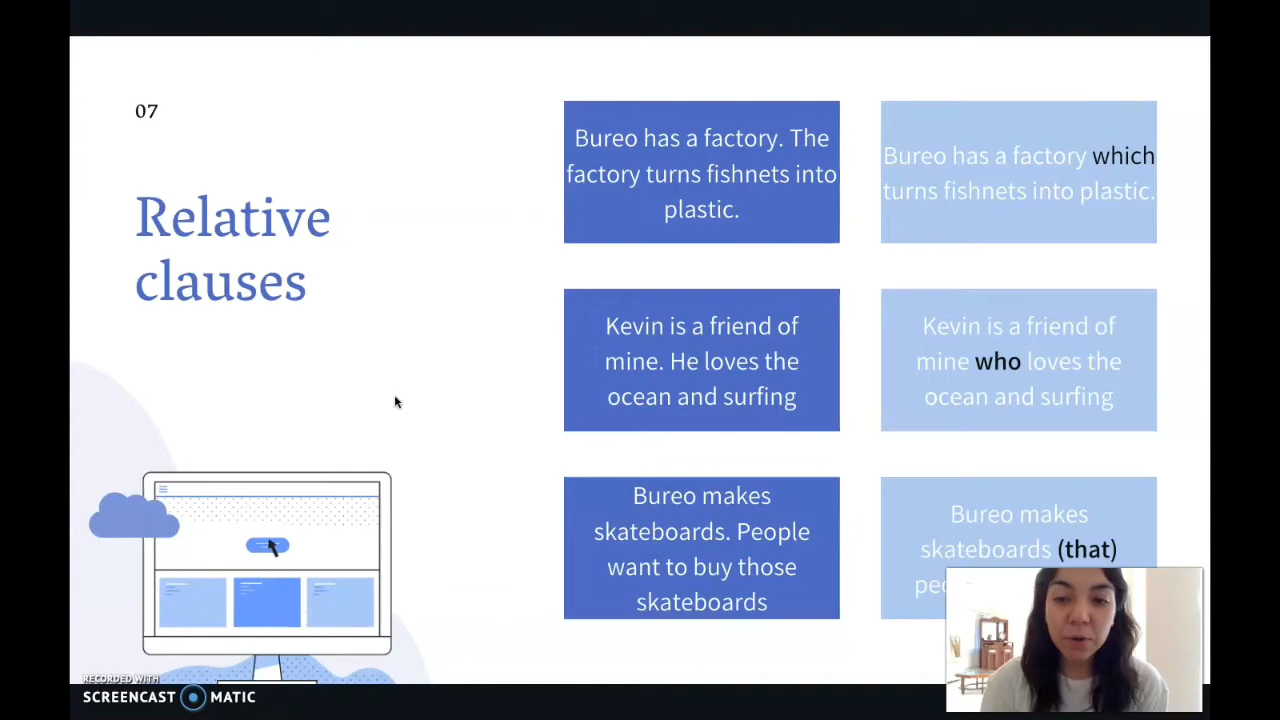 07
Relative
clauses
Bureo has a factory. The
factory turns fishnets into
plastic.
Bureo has a factory which
turns fishnets into plastic.
Kevin is a friend of
mine. He loves the
ocean and surfing
Kevin is a friend of
mine who loves the
ocean and surfing
Bureo makes
skateboards. People
want to buy those
skateboards
Bureo makes
skateboards (that)
RECORDED WITH
SCREENCAST MATIC